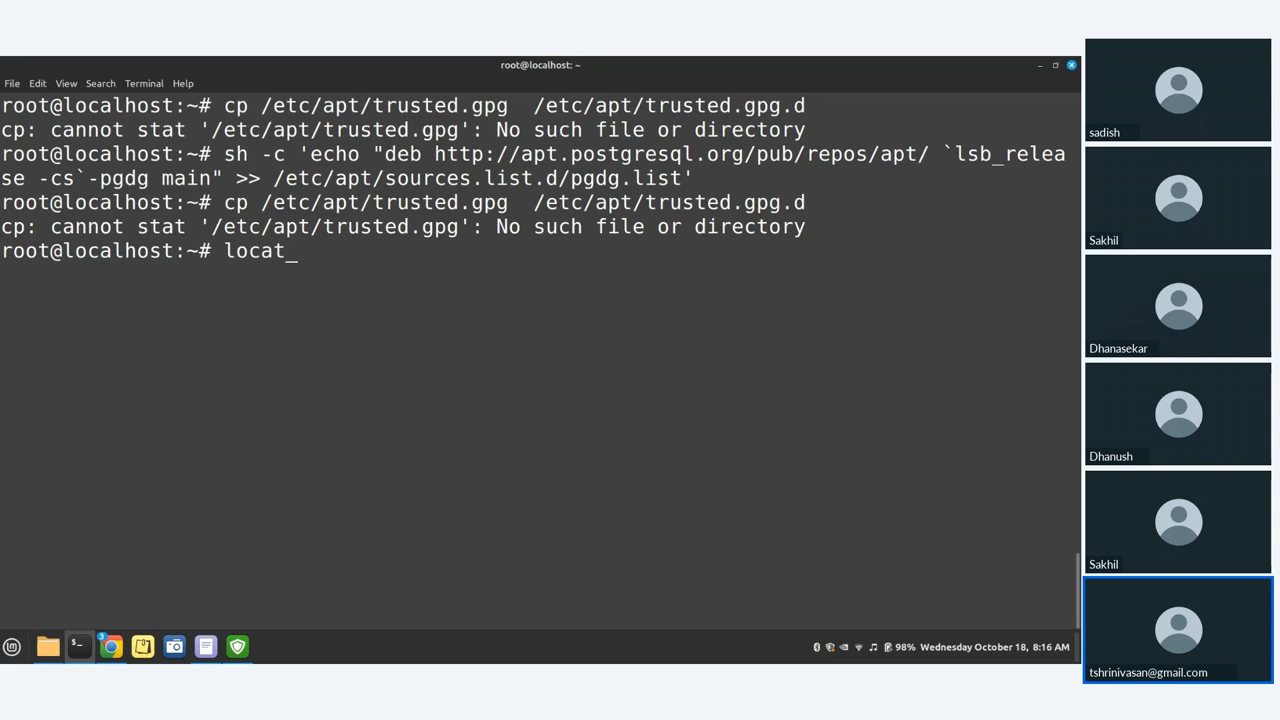 root@localhost: ~
File Edit View Search Terminal Help
root@localhost:~# cp /etc/apt/trusted.gpg  /etc/apt/trusted.gpg.d
cp: cannot stat '/etc/apt/trusted.gpg': No such file or directory
root@localhost:~# sh -c 'echo "deb http://apt.postgresql.org/pub/repos/apt/ `lsb_relea
se -cs`-pgdg main" >> /etc/apt/sources.list.d/pgdg.list'
root@localhost:~# cp /etc/apt/trusted.gpg  /etc/apt/trusted.gpg.d
cp: cannot stat '/etc/apt/trusted.gpg': No such file or directory
root@localhost:~# locat_
3
98% Wednesday October 18, 8:16 AM
sadish
Sakhil
Dhanasekar
Dhanush
Sakhil
tshrinivasan@gmail.com